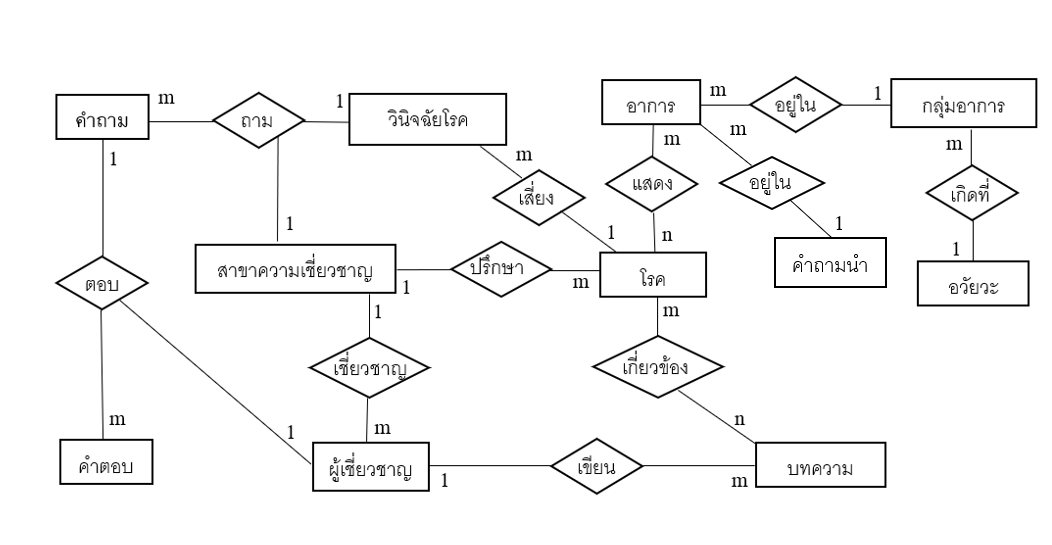 คำถาม
m
ถาม
1
วินิจฉัยโรค
อาการ
m
อยู่ใน
1
กลุ่มอาการ
1
m
m
m
m
เสี่ยง
แสดง
อยู่ใน
เกิดที่
1
1
n
1
1
สาขาความเชี่ยวชาญ
1
ปรึกษา
m
โรค
คำถามนำ
อวัยวะ
ตอบ
1
m
เชี่ยวชาญ
เกี่ยวข้อง
m
1
m
n
คำตอบ
ผู้เชี่ยวชาญ
1
เขียน
m
บทความ